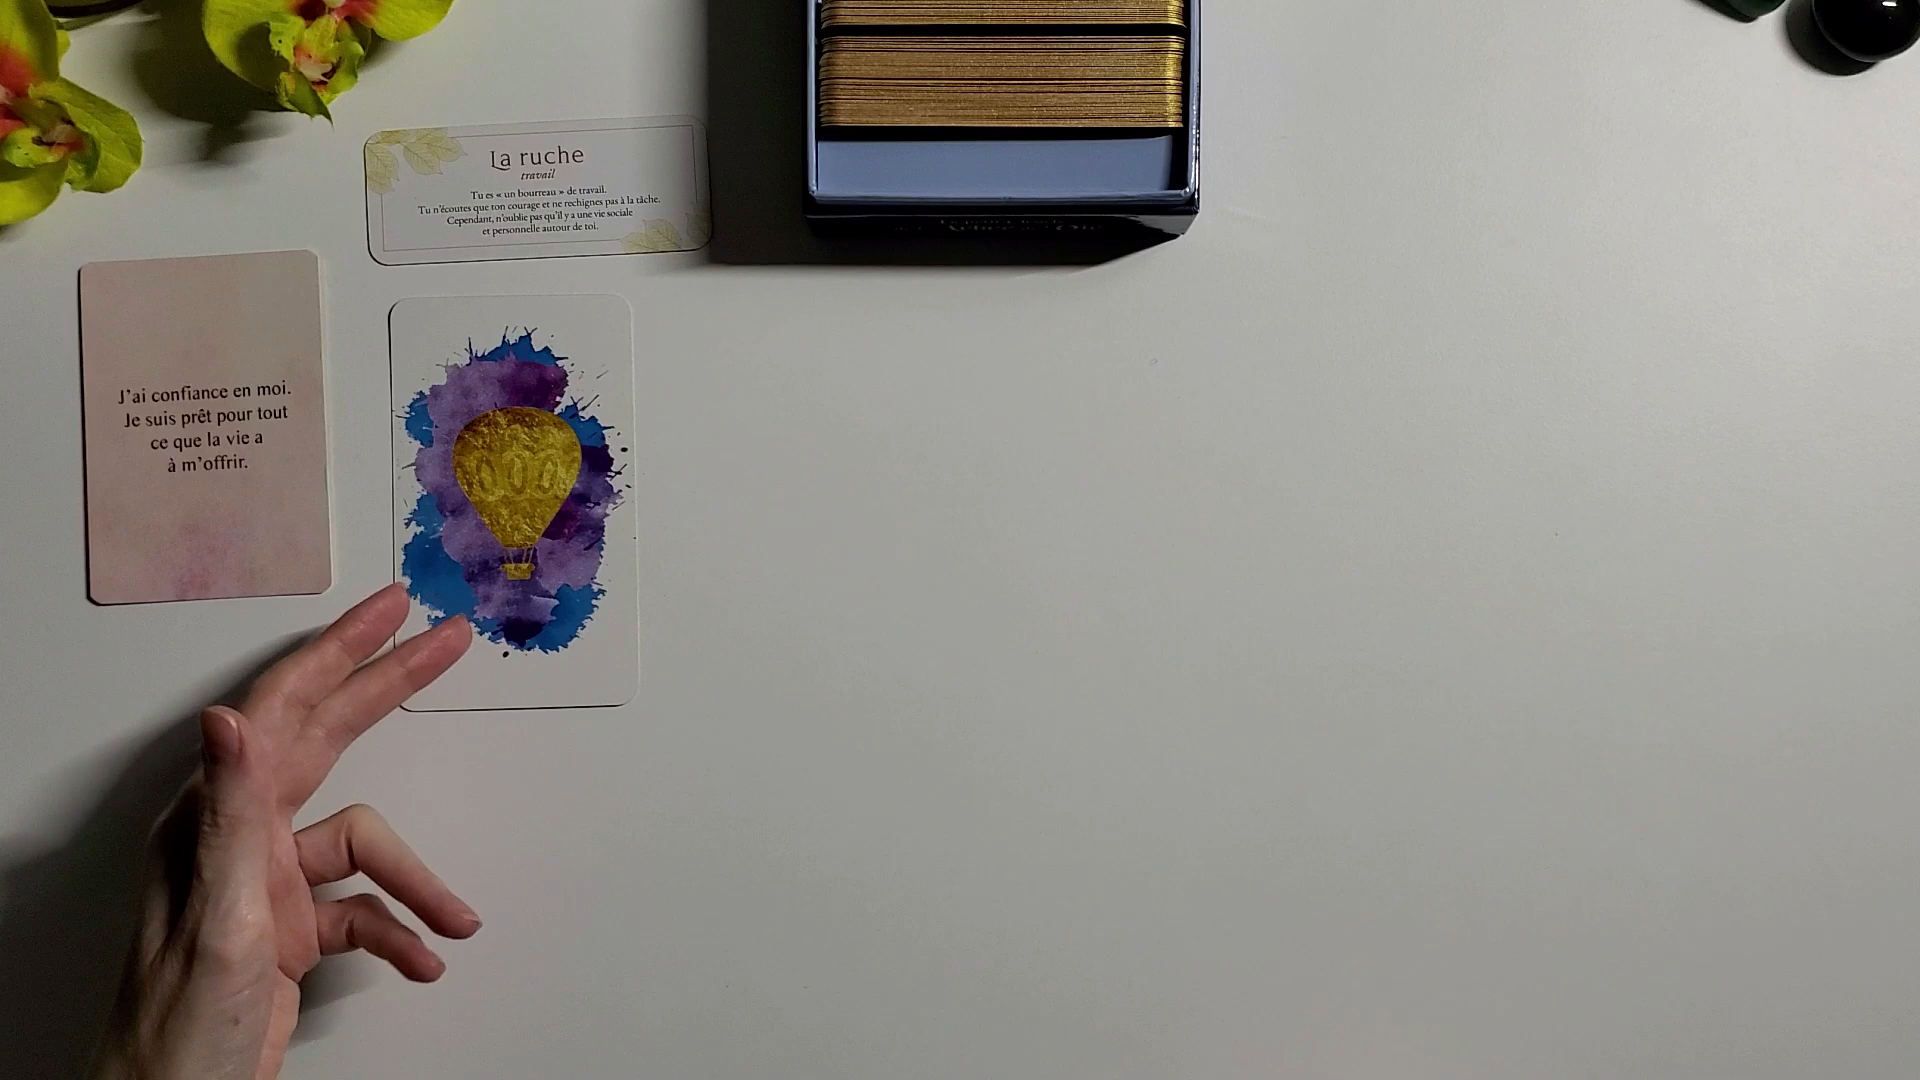 La ruche
travail
Tu es « un bourreau » de travail.
Tu n'écoutes que ton courage et ne rechignes pas à la tâche.
Cependant, n'oublie pas qu'il y a une vie sociale
et personnelle autour de toi.
J'ai confiance en moi.
Je suis prêt pour tout
ce que la vie a
à m'offrir.
000